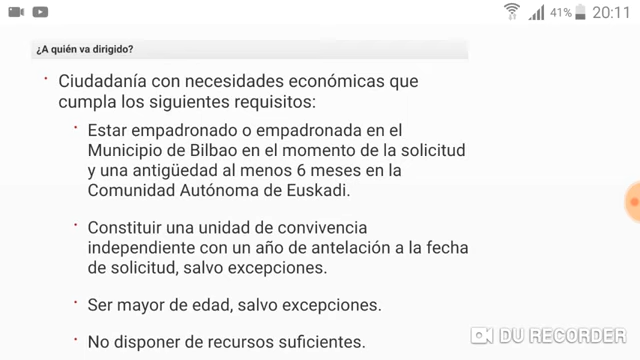 41% 20:11
¿A quién va dirigido?
Ciudadanía con necesidades económicas que
cumpla los siguientes requisitos:
Estar empadronado o empadronada en el
Municipio de Bilbao en el momento de la solicitud
y una antigüedad al menos 6 meses en la
Comunidad Autónoma de Euskadi.
Constituir una unidad de convivencia
independiente con un año de antelación a la fecha
de solicitud, salvo excepciones.
Ser mayor de edad, salvo excepciones.
DU RECORDER
No disponer de recursos suficientes.